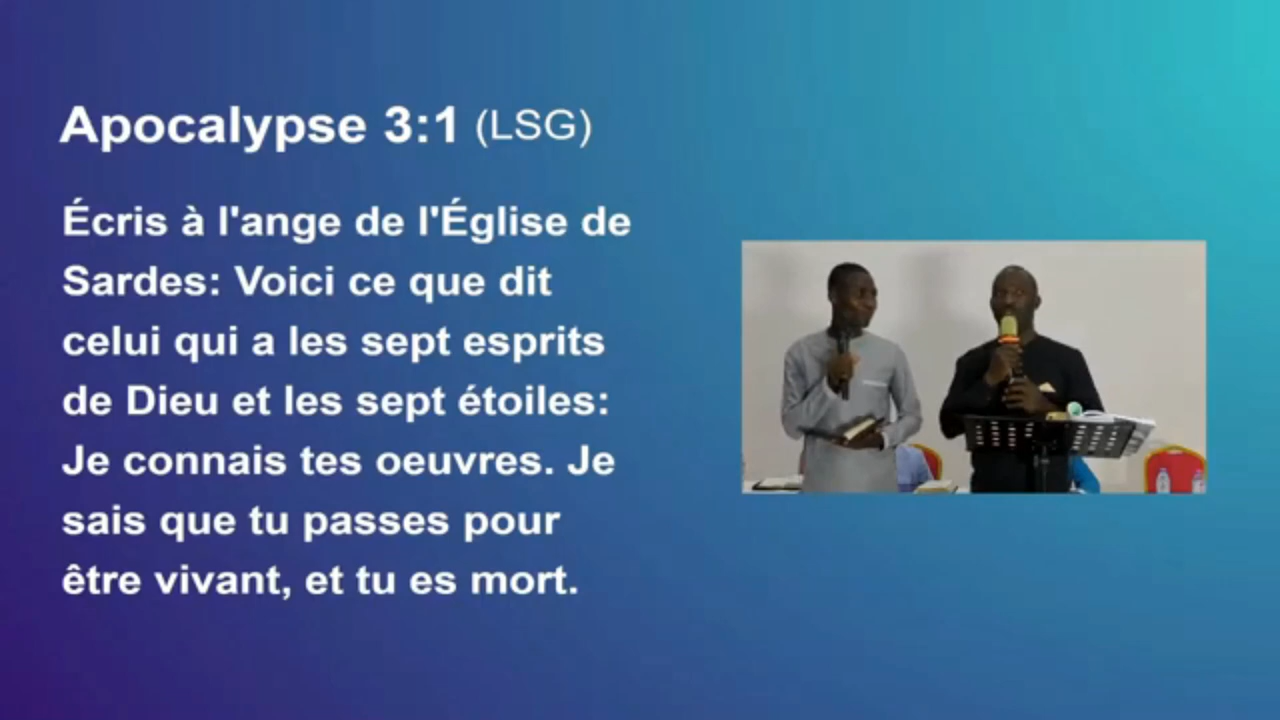 Apocalypse 3:1 (LSG)
Écris à l'ange de l'Église de
Sardes: Voici ce que dit
celui qui a les sept esprits
de Dieu et les sept étoiles:
Je connais tes oeuvres. Je
sais que tu passes pour
être vivant, et tu es mort.